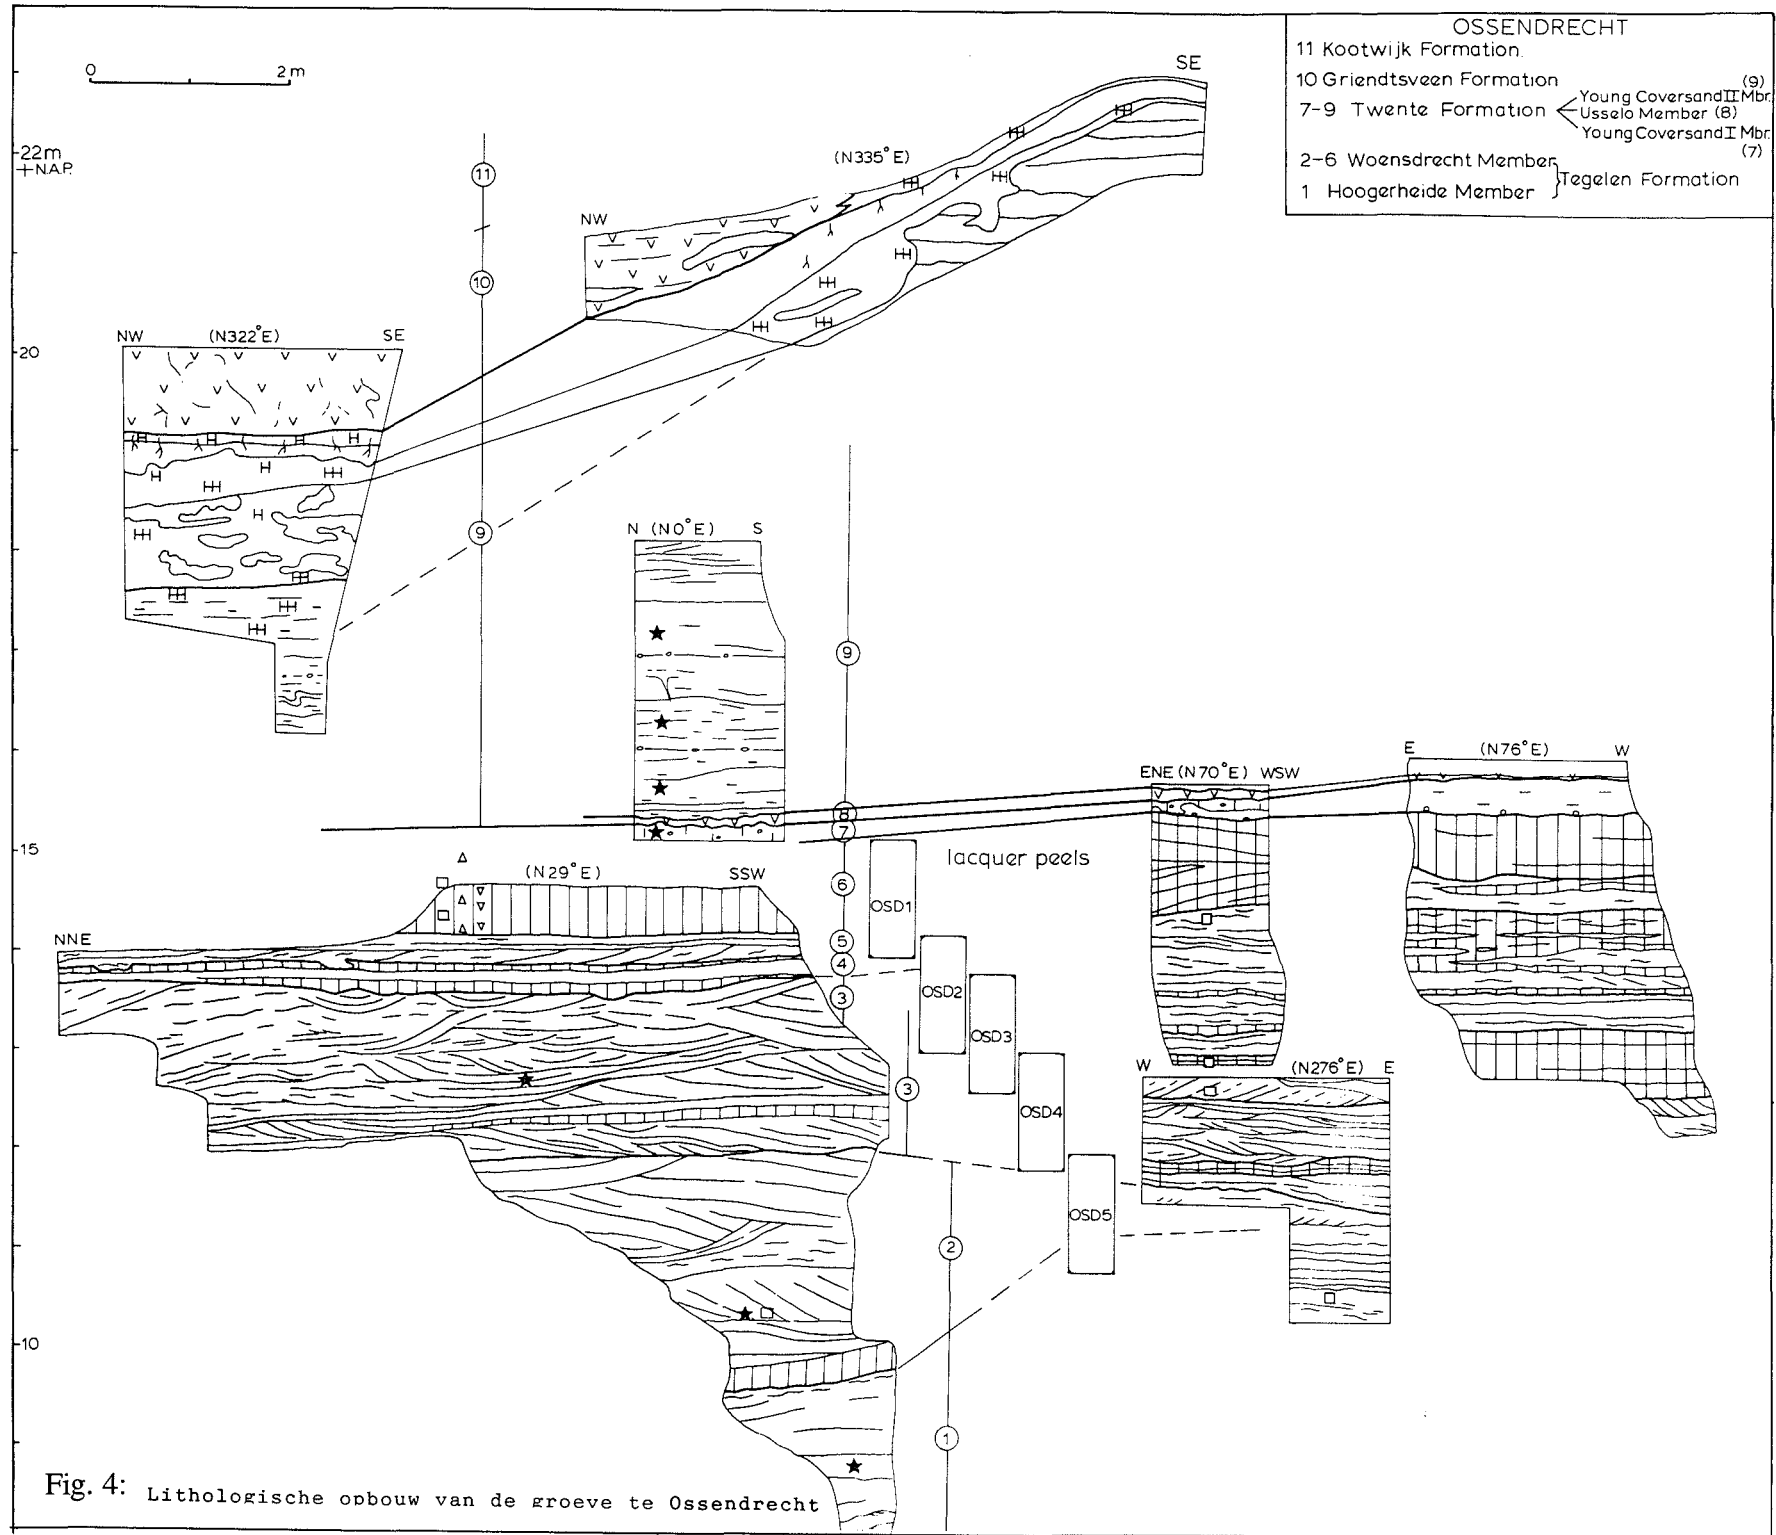 OSSENDRECHT
11 Kootwijk Formation
10 Griendtsveen Formation
(9)
Young Coversand II Mbr.
7-9 Twente Formation
Usselo Member (8)
Young Coversand I Mbr.
(7)
2-6 Woensdrecht Member
1 Hoogerheide Member
Tegelen Formation
0 2m
SE
22m
+NAP.
11
(N335°E)
NW
10
20
NW (N322°E) SE
9
N (N0°E) S
9
E (N76°E) W
ENE (N70°E) WSW
8
7
15
lacquer peels
(N29°E) SSW
6
OSD1
NNE
5
4
3
OSD2
OSD3
W (N276°E) E
3
OSD4
OSD5
2
10
1
Fig. 4: Lithologische opbouw van de groeve te Ossendrecht